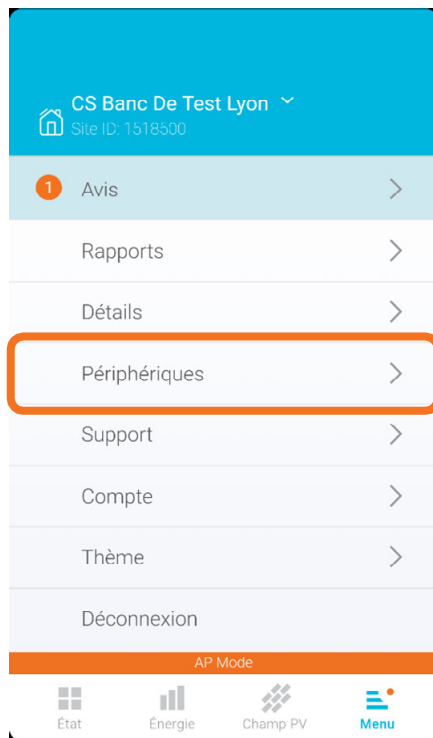 CS Banc De Test Lyon
Site ID: 1518500
1 Avis
Rapports
Détails
Périphériques
Support
Compte
Thème
Déconnexion
AP Mode
État Énergie Champ PV Menu